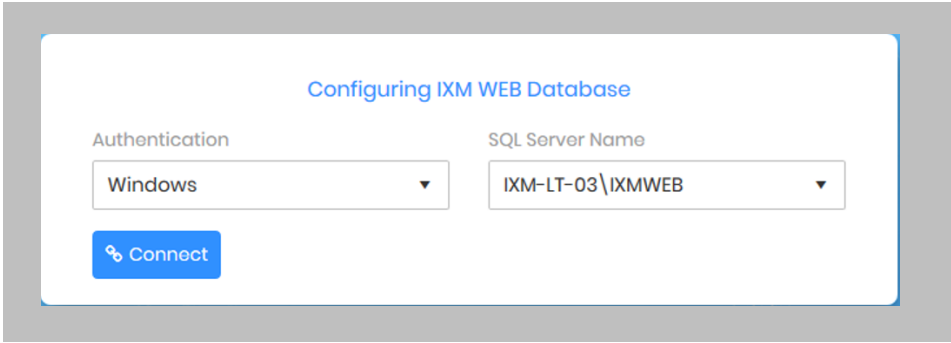 Configuring IXM WEB Database
Authentication
SQL Server Name
Windows
IXM-LT-03\IXMWEB
Connect